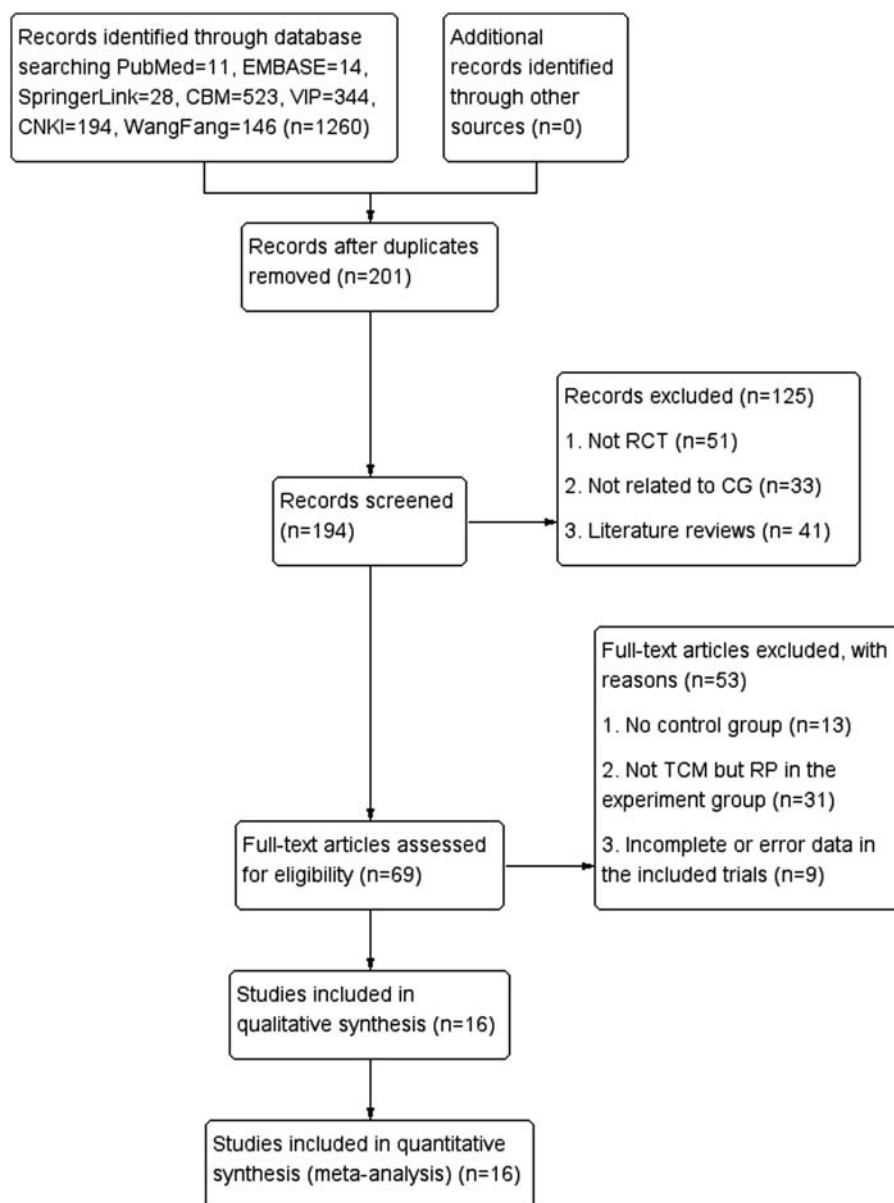 Records identified through database
searching PubMed=11, EMBASE=14,
SpringerLink=28, CBM=523, VIP=344,
CNKI=194, WangFang=146 (n=1260)
Additional
records identified
through other
sources (n=0)
Records after duplicates
removed (n=201)
Records excluded (n=125)
1. Not RCT (n=51)
2. Not related to CG (n=33)
3. Literature reviews (n= 41)
Records screened
(n=194)
Full-text articles excluded, with
reasons (n=53)
1. No control group (n=13)
2. Not TCM but RP in the
experiment group (n=31)
3. Incomplete or error data in
the included trials (n=9)
Full-text articles assessed
for eligibility (n=69)
Studies included in
qualitative synthesis (n=16)
Studies included in quantitative
synthesis (meta-analysis) (n=16)